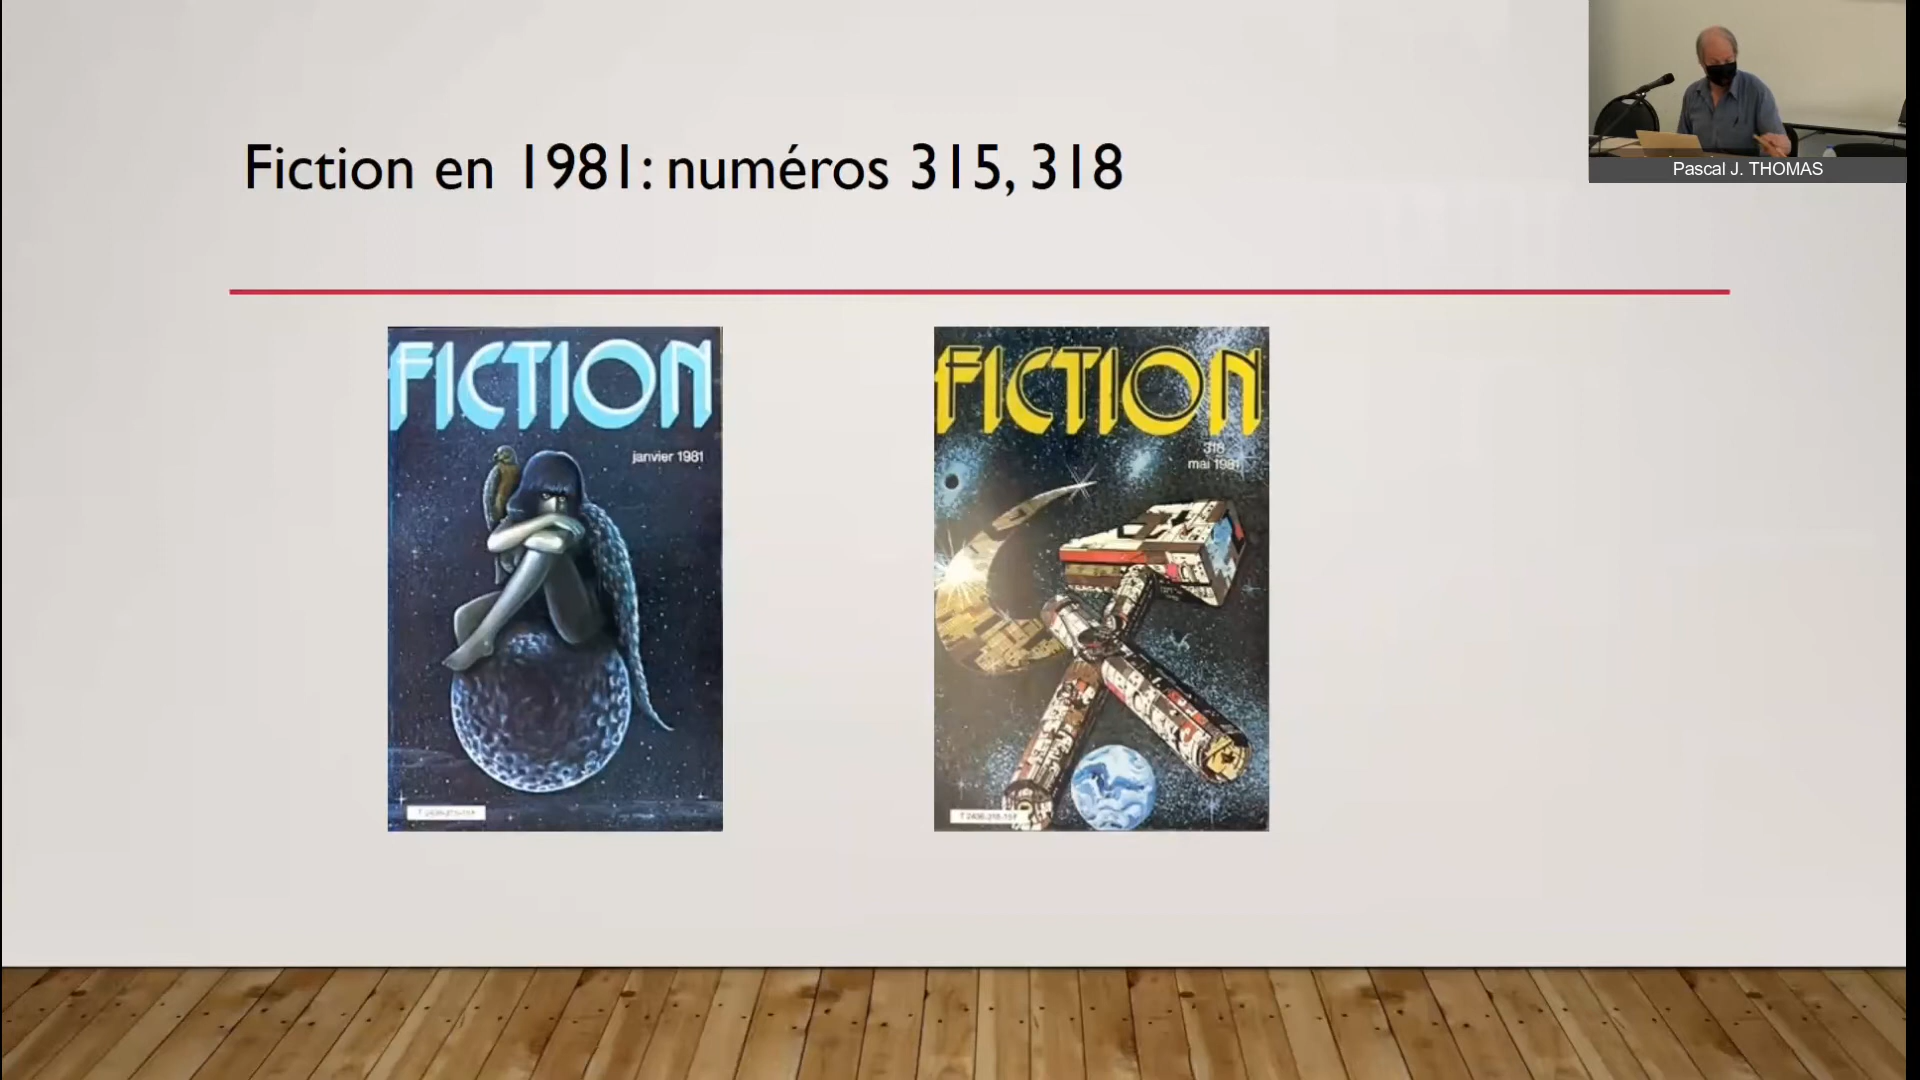 Fiction en 1981: numéros 315, 318
Pascal J. THOMAS
FICTION
janvier 1981
FICTION
318
mai 1981